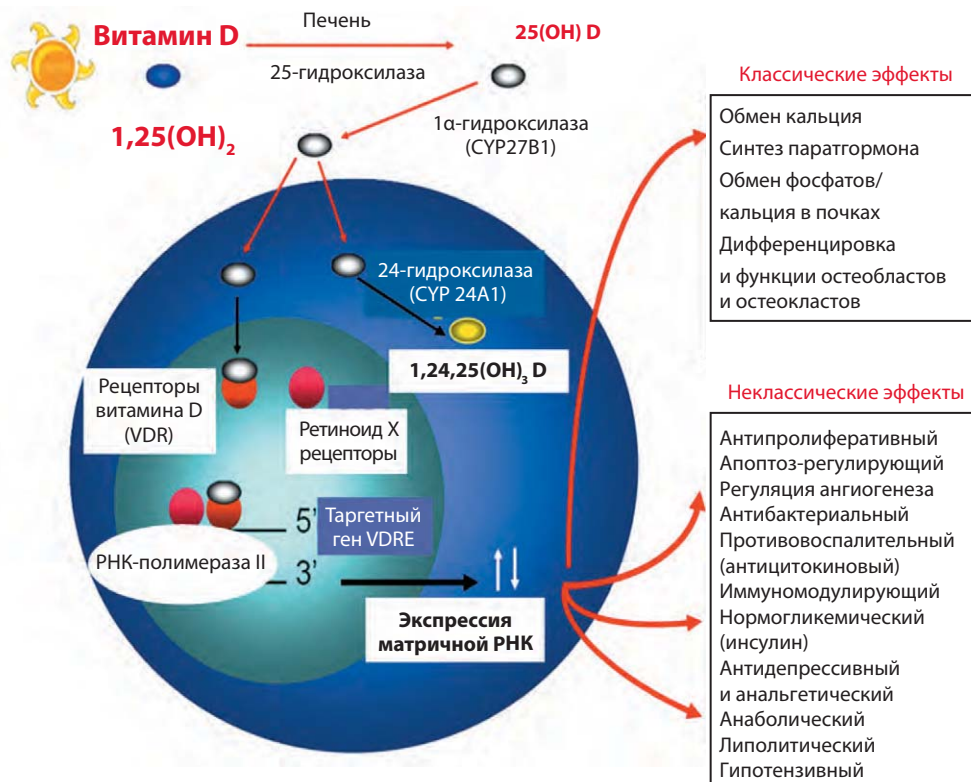 Витамин D
Печень
25(OH) D
25-гидроксилаза
1,25(OH)₂
1α-гидроксилаза
(CYP27B1)
24-гидроксилаза
(CYP 24A1)
1,24,25(OH)₃ D
Рецепторы
витамина D
(VDR)
Ретиноид X
рецепторы
5’
Таргетный
ген VDRE
РНК-полимераза II
3’
Экспрессия
матричной РНК
Классические эффекты
Обмен кальция
Синтез паратгормона
Обмен фосфатов/
кальция в почках
Дифференцировка
и функции остеобластов
и остеокластов
Неклассические эффекты
Антипролиферативный
Апоптоз-регулирующий
Регуляция ангиогенеза
Антибактериальный
Противовоспалительный
(антицитокиновый)
Иммуномодулирующий
Нормогликемический
(инсулин)
Антидепрессивный
и анальгетический
Анаболический
Липолитический
Гипотензивный